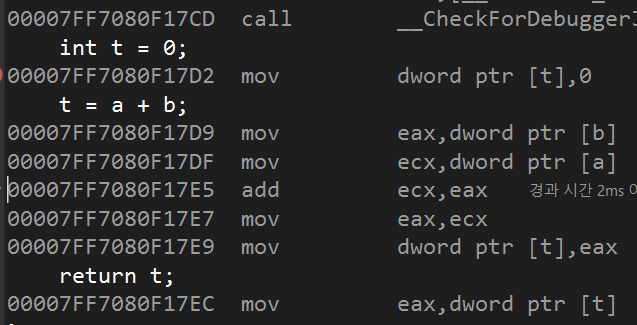 00007FF7080F17CD call __CheckForDebugger
int t = 0;
00007FF7080F17D2 mov dword ptr [t],0
t = a + b;
00007FF7080F17D9 mov eax,dword ptr [b]
00007FF7080F17DF mov ecx,dword ptr [a]
00007FF7080F17E5 add ecx,eax 경과 시간 2ms
00007FF7080F17E7 mov eax,ecx
00007FF7080F17E9 mov dword ptr [t],eax
return t;
00007FF7080F17EC mov eax,dword ptr [t]